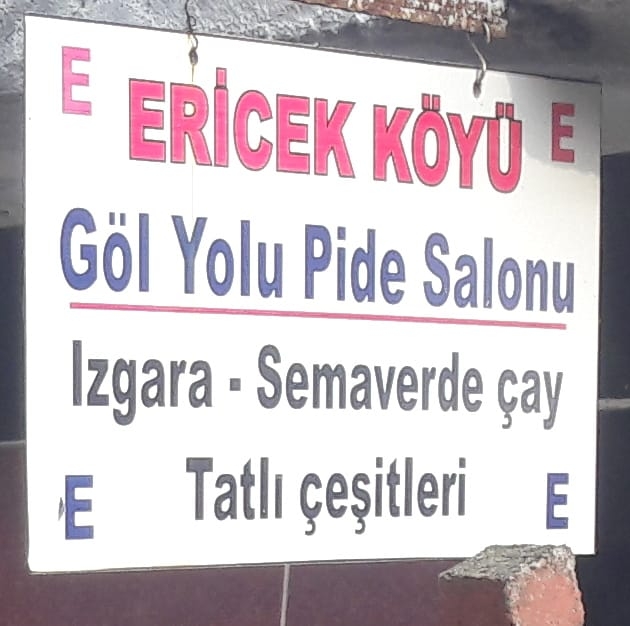 E ERİCEK KÖYÜ E
Göl Yolu Pide Salonu
Izgara - Semaverde çay
E Tatlı çeşitleri E